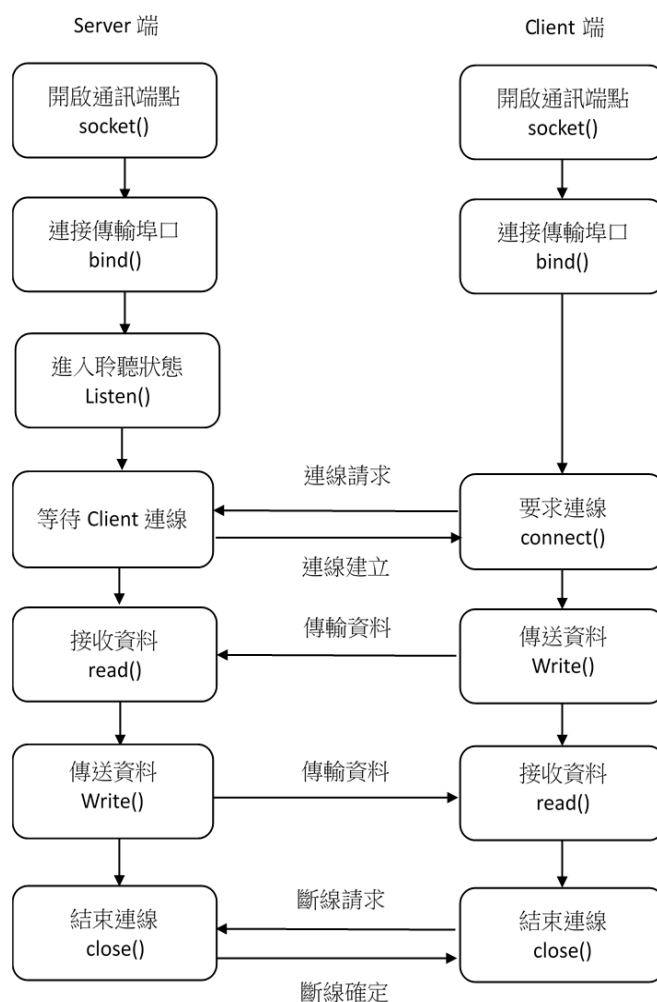 Server 端
Client 端
開啟通訊端點
socket()
開啟通訊端點
socket()
連接傳輸埠口
bind()
連接傳輸埠口
bind()
進入聆聽狀態
Listen()
連線請求
等待 Client 連線
要求連線
connect()
連線建立
接收資料
read()
傳輸資料
傳送資料
Write()
傳送資料
Write()
傳輸資料
接收資料
read()
斷線請求
結束連線
close()
結束連線
close()
斷線確定